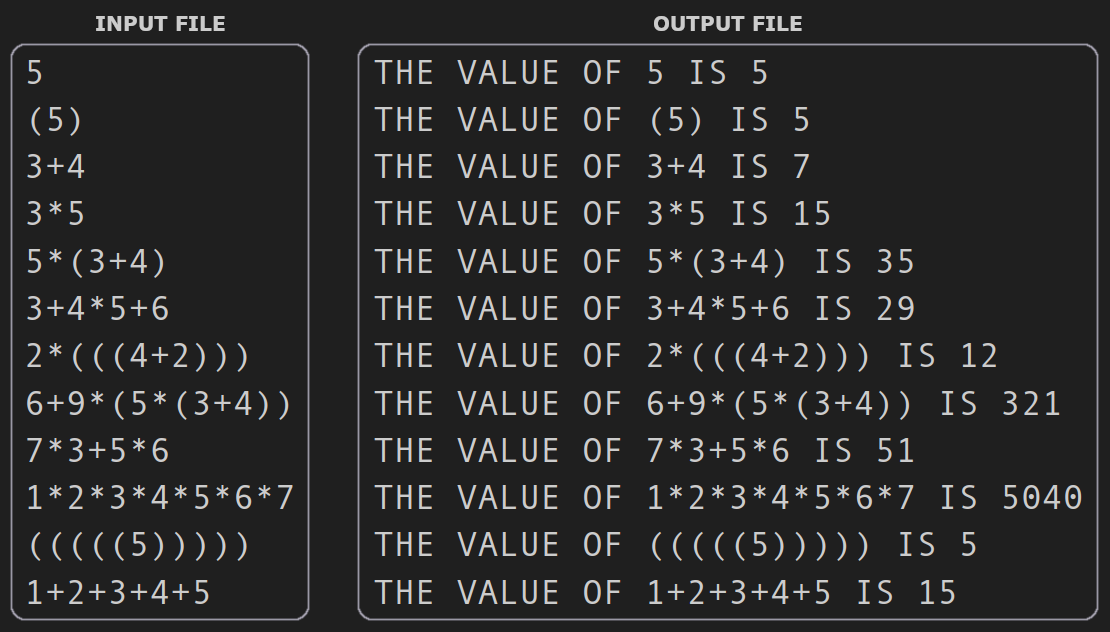 INPUT FILE
5
(5)
3+4
3*5
5*(3+4)
3+4*5+6
2*(((4+2)))
6+9*(5*(3+4))
7*3+5*6
1*2*3*4*5*6*7
(((((5)))))
1+2+3+4+5
OUTPUT FILE
THE VALUE OF 5 IS 5
THE VALUE OF (5) IS 5
THE VALUE OF 3+4 IS 7
THE VALUE OF 3*5 IS 15
THE VALUE OF 5*(3+4) IS 35
THE VALUE OF 3+4*5+6 IS 29
THE VALUE OF 2*(((4+2))) IS 12
THE VALUE OF 6+9*(5*(3+4)) IS 321
THE VALUE OF 7*3+5*6 IS 51
THE VALUE OF 1*2*3*4*5*6*7 IS 5040
THE VALUE OF (((((5))))) IS 5
THE VALUE OF 1+2+3+4+5 IS 15